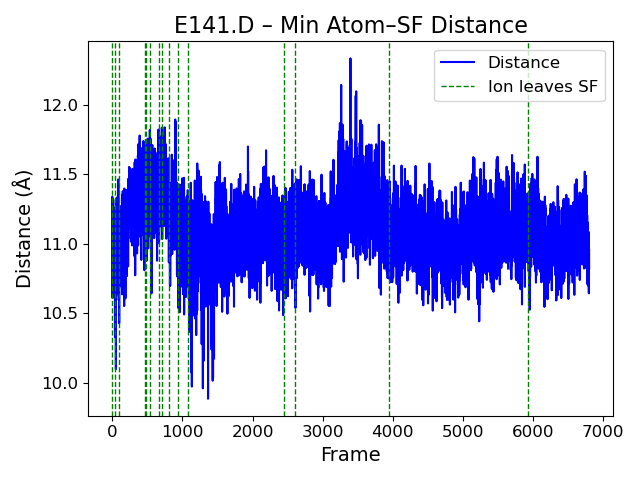 E141.D – Min Atom–SF Distance
Distance
Ion leaves SF
Distance (Å)
12.0
11.5
11.0
10.5
10.0
0 1000 2000 3000 4000 5000 6000 7000
Frame